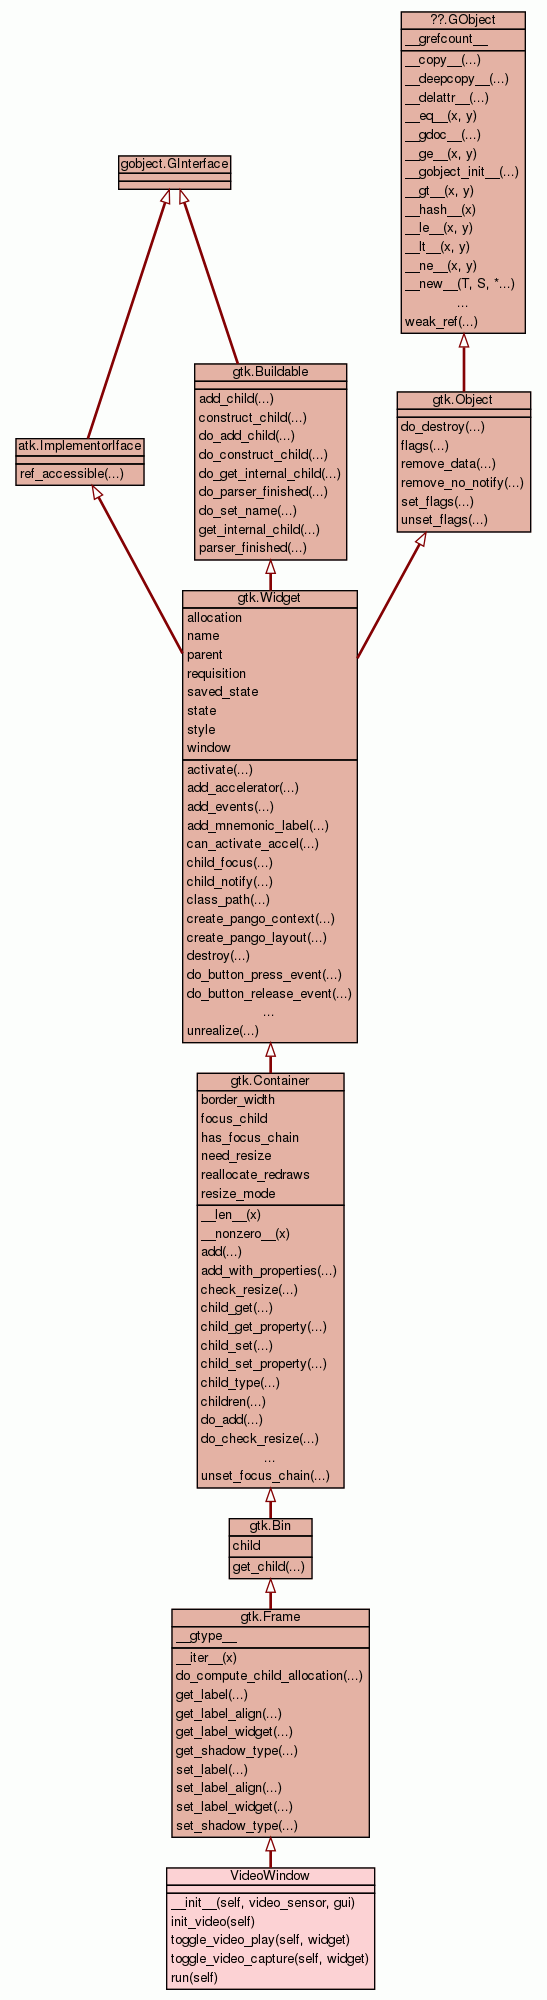 ??.GObject
__grefcount__
__copy__(...)
__deepcopy__(...)
__delattr__(...)
__eq__(x, y)
__gdoc__(...)
__ge__(x, y)
__gobject_init__(...)
__gt__(x, y)
__hash__(x)
__le__(x, y)
__lt__(x, y)
__ne__(x, y)
__new__(T, S, *...)
...
weak_ref(...)
gobject.GInterface
gtk.Buildable
add_child(...)
construct_child(...)
do_add_child(...)
do_construct_child(...)
do_get_internal_child(...)
do_parser_finished(...)
do_set_name(...)
get_internal_child(...)
parser_finished(...)
gtk.Object
do_destroy(...)
flags(...)
remove_data(...)
remove_no_notify(...)
set_flags(...)
unset_flags(...)
atk.ImplementorIface
ref_accessible(...)
gtk.Widget
allocation
name
parent
requisition
saved_state
state
style
window
activate(...)
add_accelerator(...)
add_events(...)
add_mnemonic_label(...)
can_activate_accel(...)
child_focus(...)
child_notify(...)
class_path(...)
create_pango_context(...)
create_pango_layout(...)
destroy(...)
do_button_press_event(...)
do_button_release_event(...)
...
unrealize(...)
gtk.Container
border_width
focus_child
has_focus_chain
need_resize
reallocate_redraws
resize_mode
__len__(x)
__nonzero__(x)
add(...)
add_with_properties(...)
check_resize(...)
child_get(...)
child_get_property(...)
child_set(...)
child_set_property(...)
child_type(...)
children(...)
do_add(...)
do_check_resize(...)
...
unset_focus_chain(...)
gtk.Bin
child
get_child(...)
gtk.Frame
__gtype__
__iter__(x)
do_compute_child_allocation(...)
get_label(...)
get_label_align(...)
get_label_widget(...)
get_shadow_type(...)
set_label(...)
set_label_align(...)
set_label_widget(...)
set_shadow_type(...)
VideoWindow
__init__(self, video_sensor, gui)
init_video(self)
toggle_video_play(self, widget)
toggle_video_capture(self, widget)
run(self)